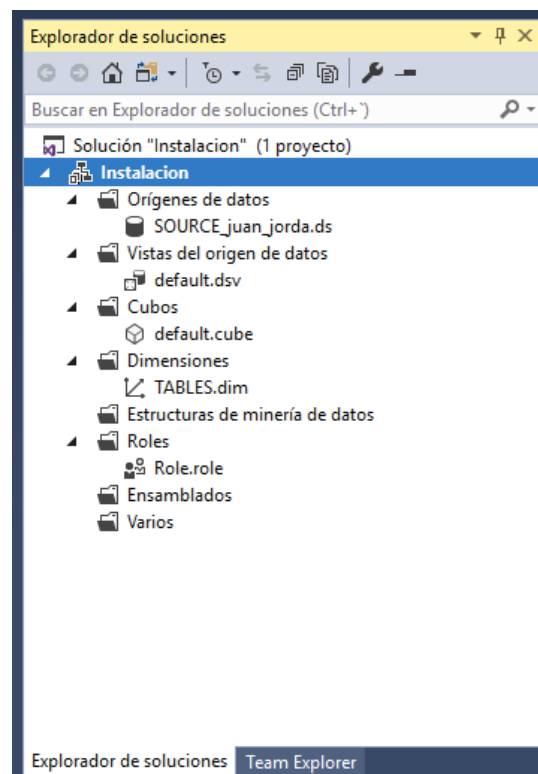 Explorador de soluciones
Buscar en Explorador de soluciones (Ctrl+`)
Solución "Instalacion" (1 proyecto)
Instalacion
Orígenes de datos
SOURCE_juan_jorda.ds
Vistas del origen de datos
default.dsv
Cubos
default.cube
Dimensiones
TABLES.dim
Estructuras de minería de datos
Roles
Role.role
Ensamblados
Varios
Explorador de soluciones Team Explorer